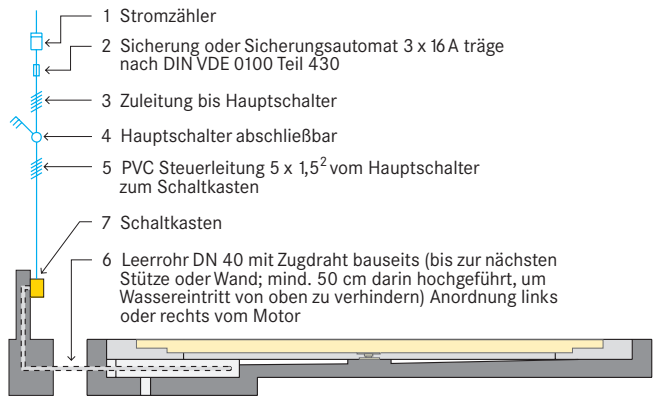 1 Stromzähler
2 Sicherung oder Sicherungsautomat 3 x 16 A träge
nach DIN VDE 0100 Teil 430
3 Zuleitung bis Hauptschalter
4 Hauptschalter abschließbar
5 PVC Steuerleitung 5 x 1,5² vom Hauptschalter
zum Schaltkasten
7 Schaltkasten
6 Leerrohr DN 40 mit Zugdraht bauseits (bis zur nächsten
Stütze oder Wand; mind. 50 cm darin hochgeführt, um
Wassereintritt von oben zu verhindern) Anordnung links
oder rechts vom Motor